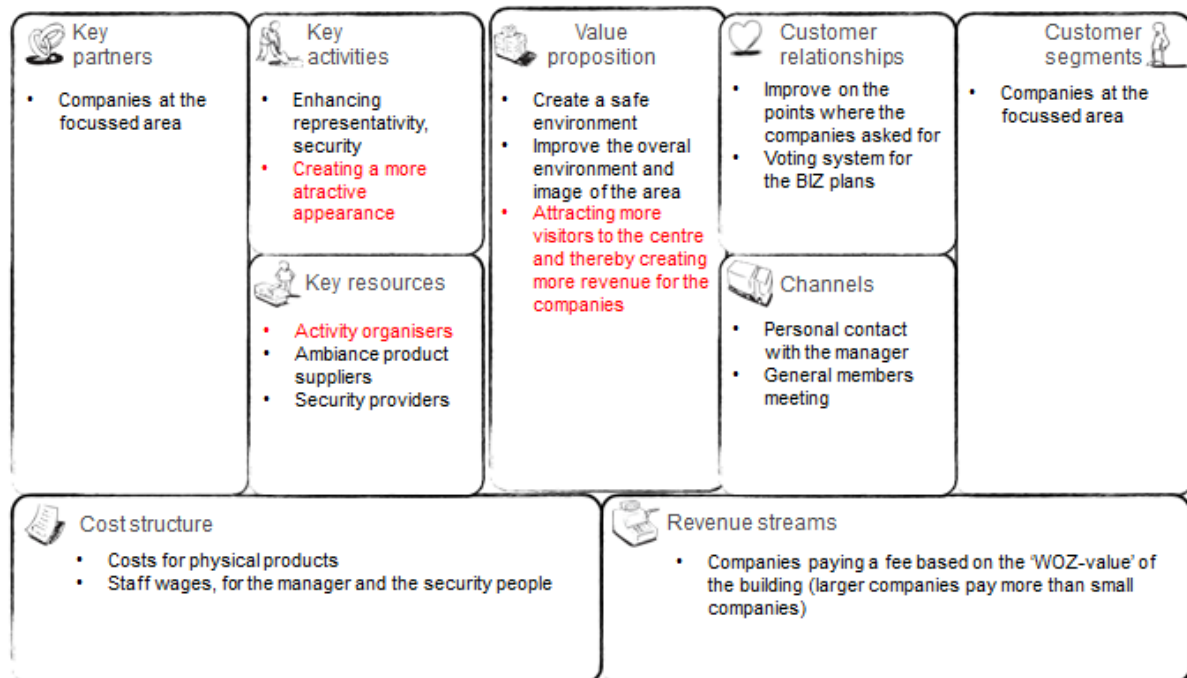 Key
partners
• Companies at the
focussed area
Key
activities
• Enhancing
representativity,
security
• Creating a more
atractive
appearance
Key resources
• Activity organisers
• Ambiance product
suppliers
• Security providers
Value
proposition
• Create a safe
environment
• Improve the overal
environment and
image of the area
• Attracting more
visitors to the centre
and thereby creating
more revenue for the
companies
Customer
relationships
• Improve on the
points where the
companies asked for
• Voting system for
the BIZ plans
Channels
• Personal contact
with the manager
• General members
meeting
Customer
segments
• Companies at the
focussed area
Cost structure
• Costs for physical products
• Staff wages, for the manager and the security people
Revenue streams
• Companies paying a fee based on the ‘WOZ-value’ of
the building (larger companies pay more than small
companies)